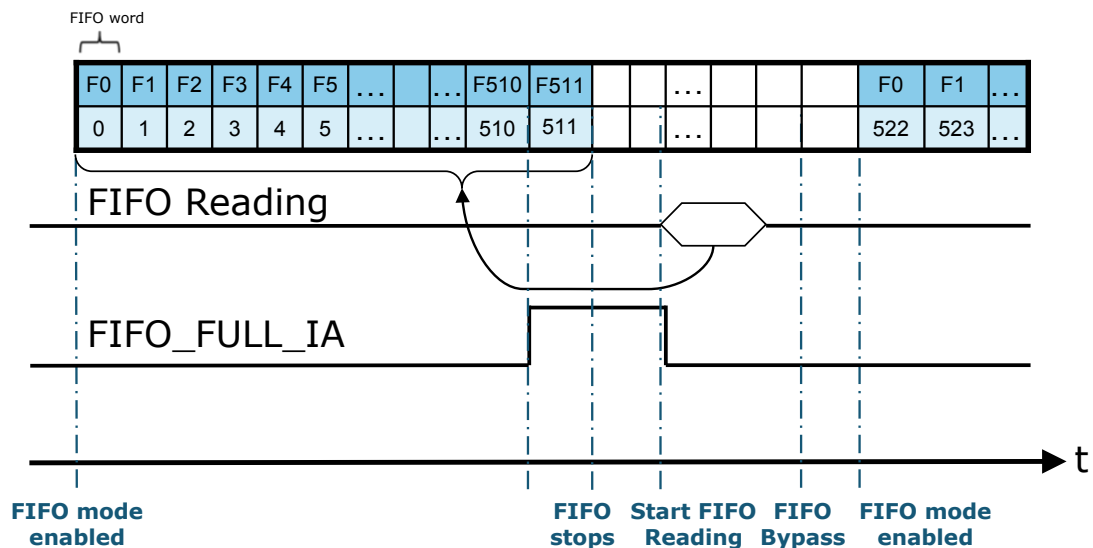 FIFO word
F0 F1 F2 F3 F4 F5 ... ... F510 F511 ... F0 F1 ...
0 1 2 3 4 5 ... ... 510 511 ... 522 523 ...
FIFO Reading
FIFO_FULL_IA
t
FIFO mode enabled
FIFO stops
Start FIFO Reading
FIFO Bypass
FIFO mode enabled